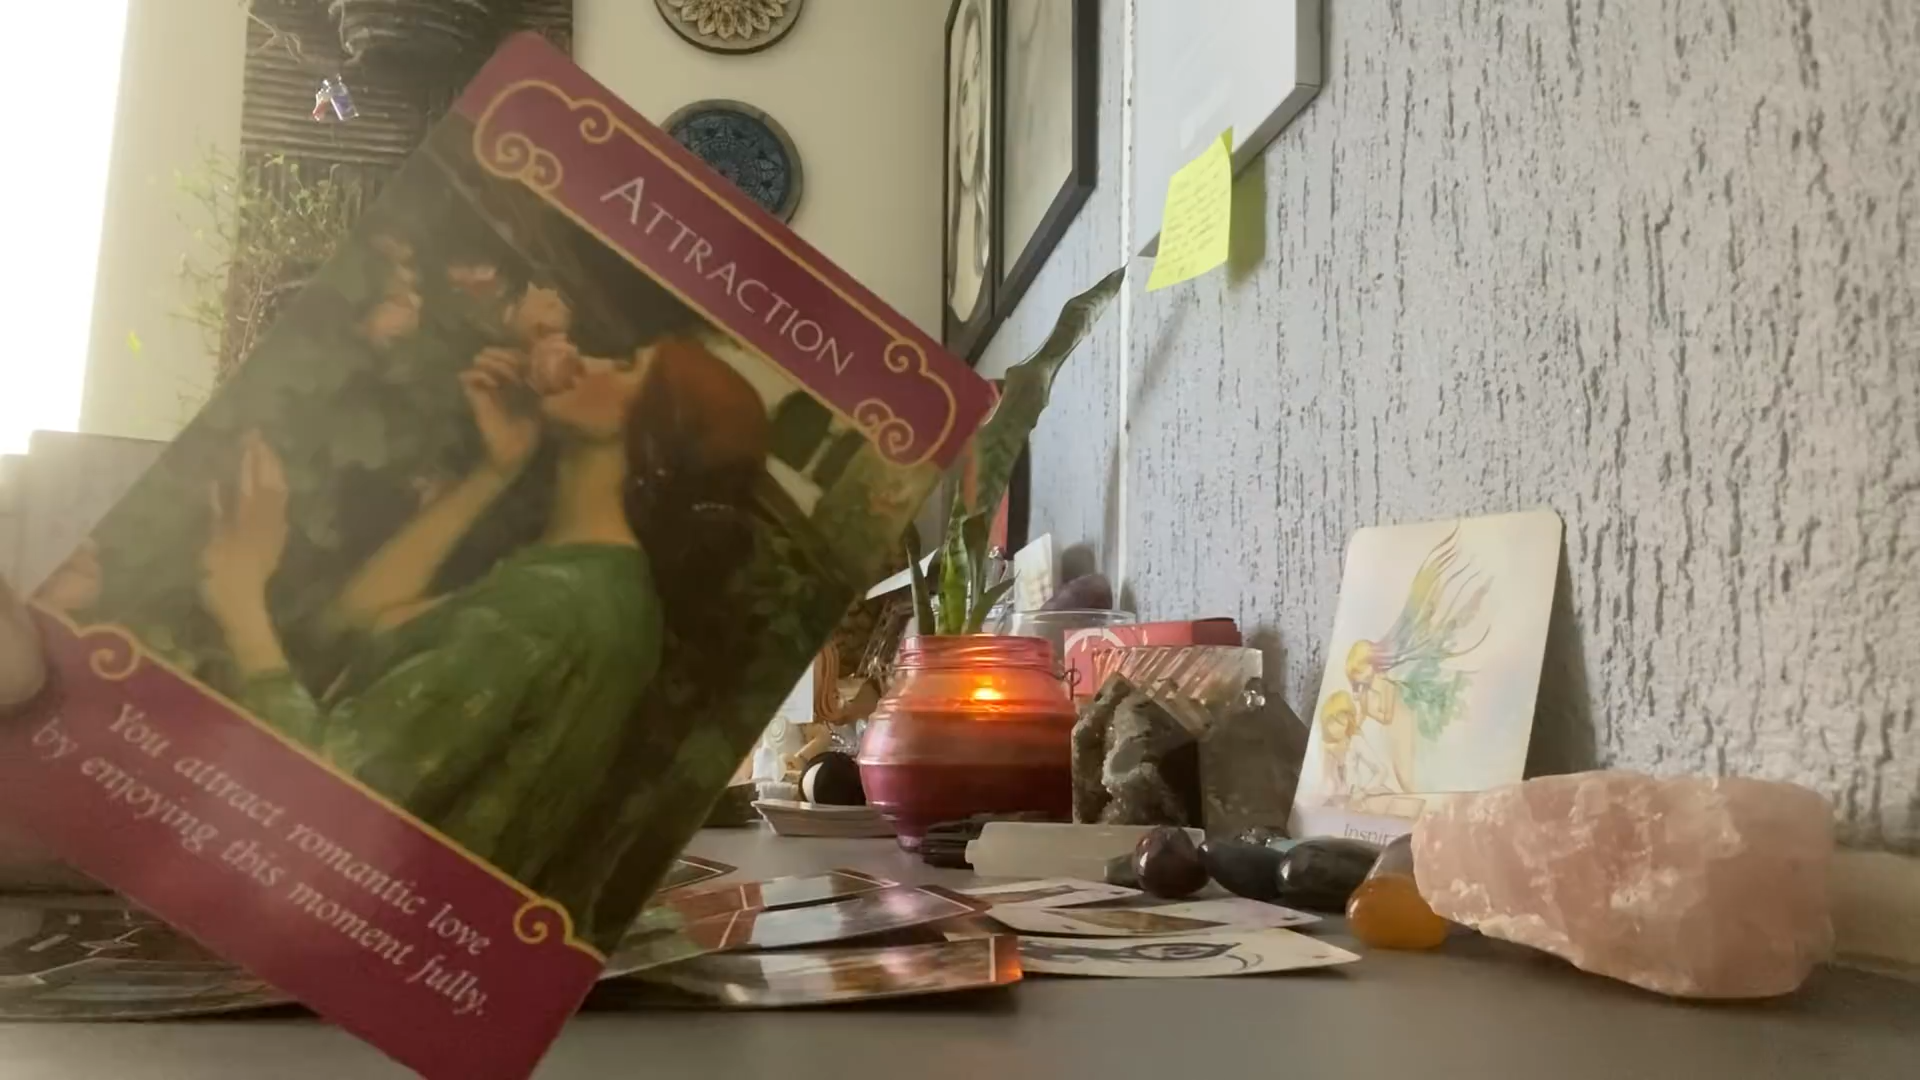 ATTRACTION
You attract romantic love
by enjoying this moment fully.